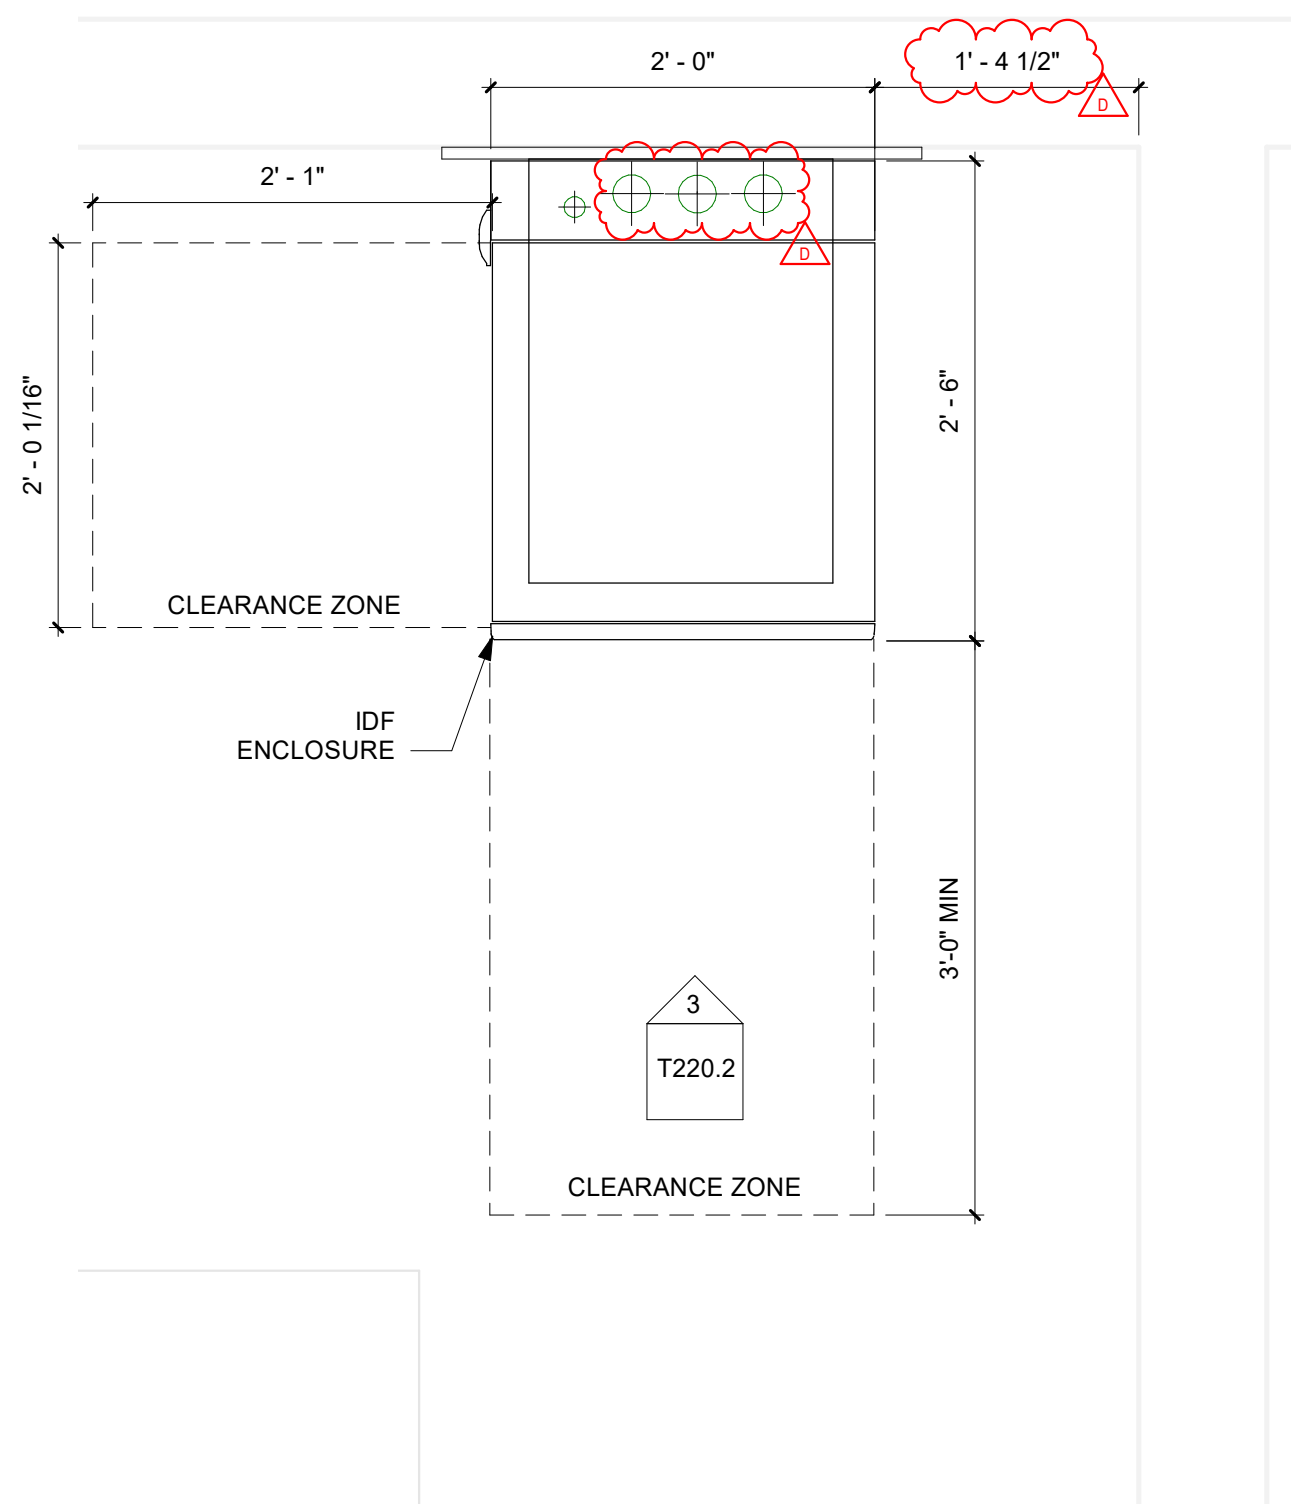 2' - 0"
1' - 4 1/2"
D
2' - 1"
D
2' - 0 1/16"
2' - 6"
CLEARANCE ZONE
IDF
ENCLOSURE
3'-0" MIN
3
T220.2
CLEARANCE ZONE